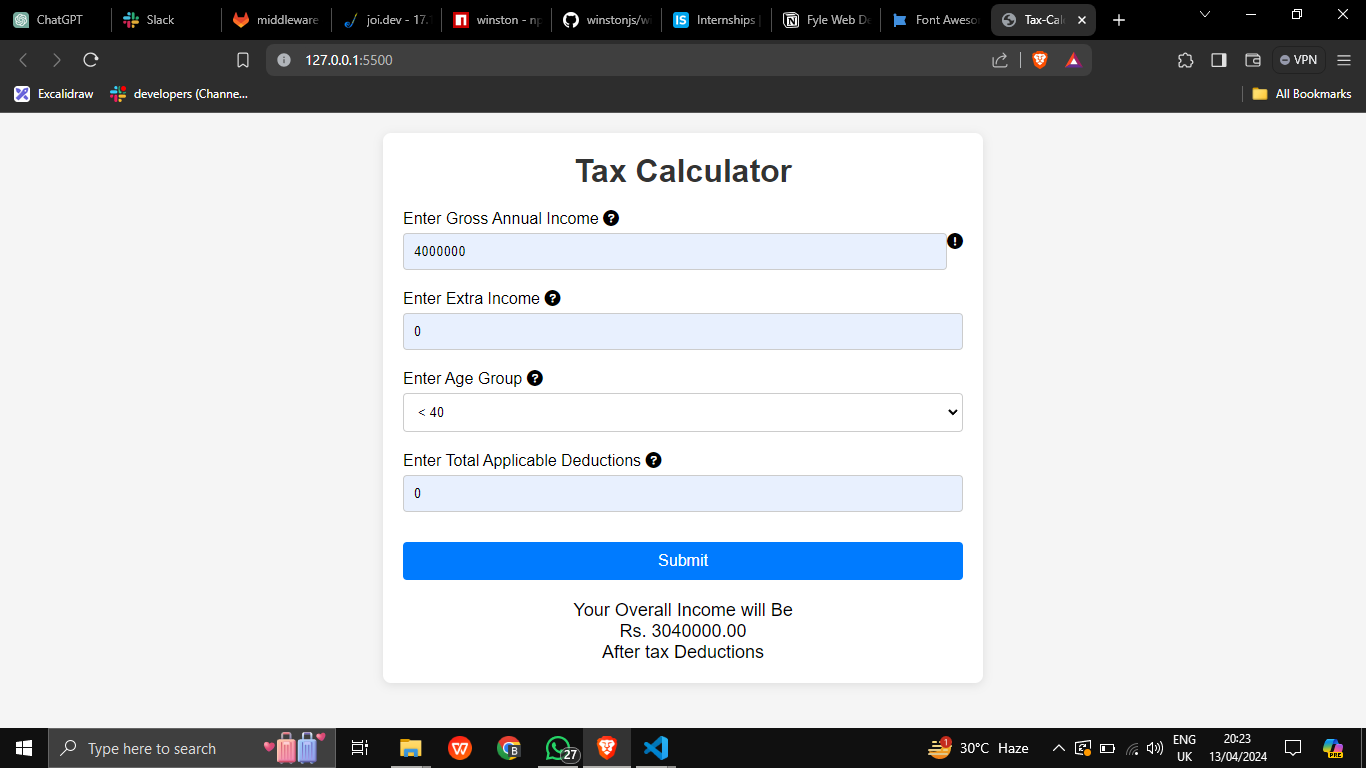 ChatGPT
Slack
middleware
joi.dev - 17.
winston - np
winstonjs/wi
Internships |
Fyle Web De
Font Aweso
Tax-Cal
127.0.0.1:5500
VPN
Excalidraw
developers (Channe...
All Bookmarks
Tax Calculator
Enter Gross Annual Income ?
4000000 !
Enter Extra Income ?
0
Enter Age Group ?
< 40
Enter Total Applicable Deductions ?
0
Submit
Your Overall Income will Be
Rs. 3040000.00
After tax Deductions
Type here to search
27
1
30°C Haze
ENG
UK
20:23
13/04/2024
PRE